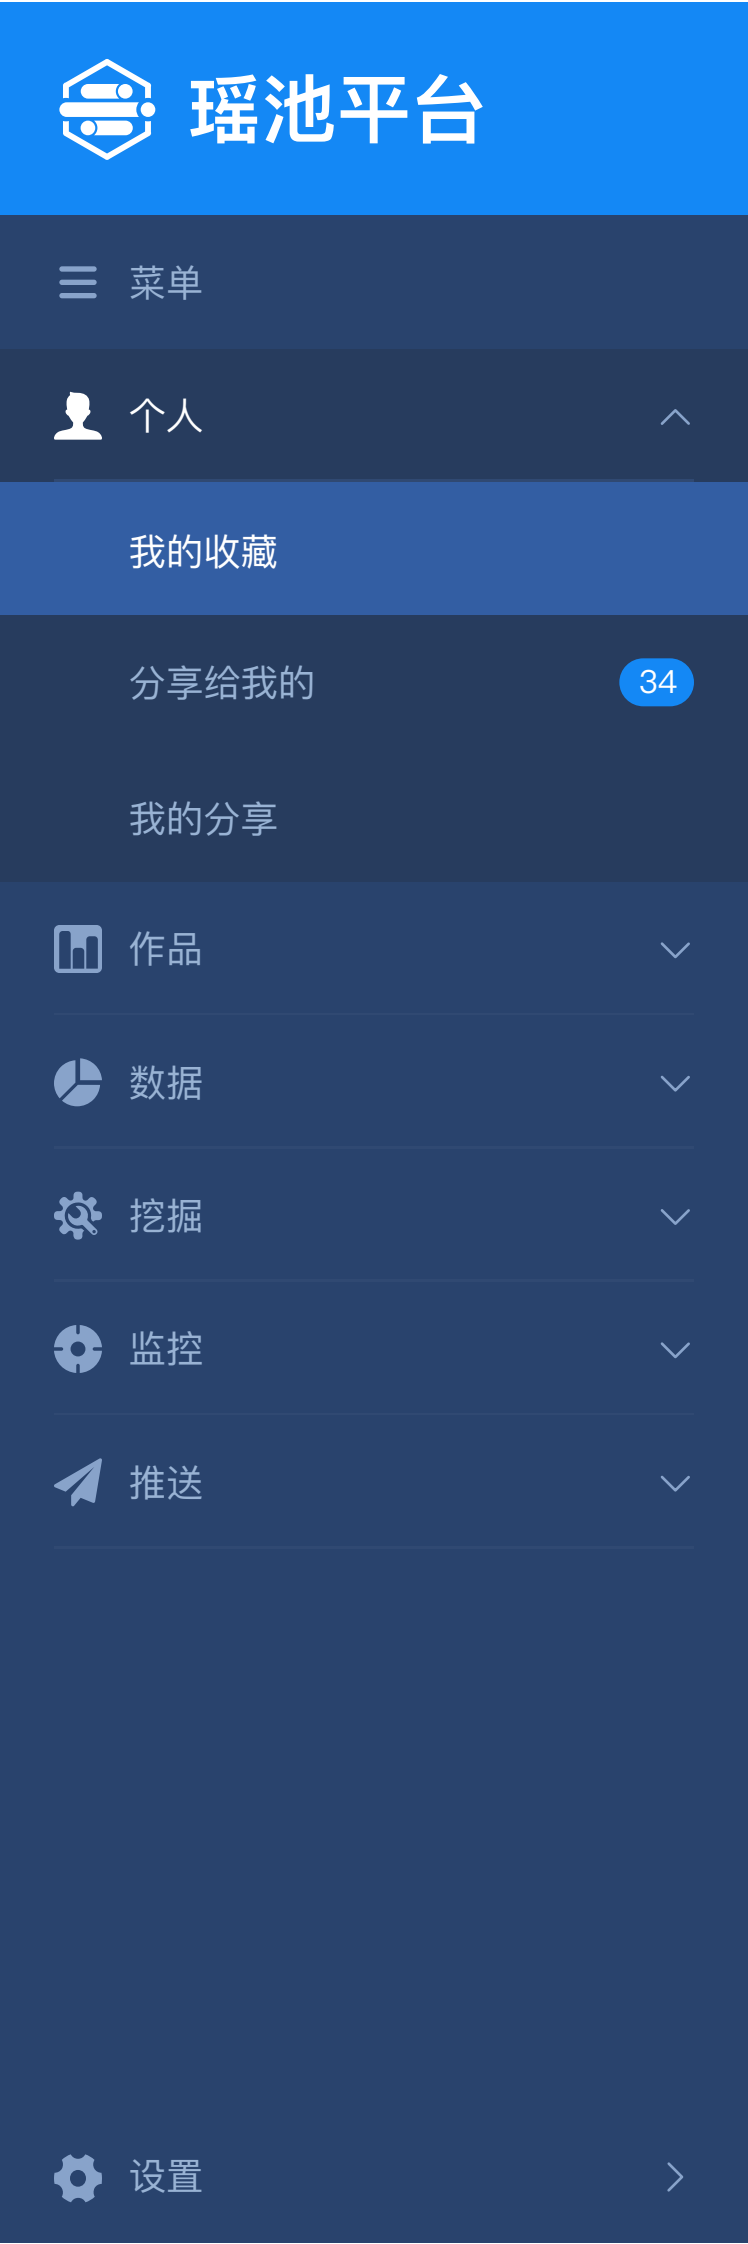 瑶池平台
菜单
个人
我的收藏
分享给我的 34
我的分享
作品
数据
挖掘
监控
推送
设置